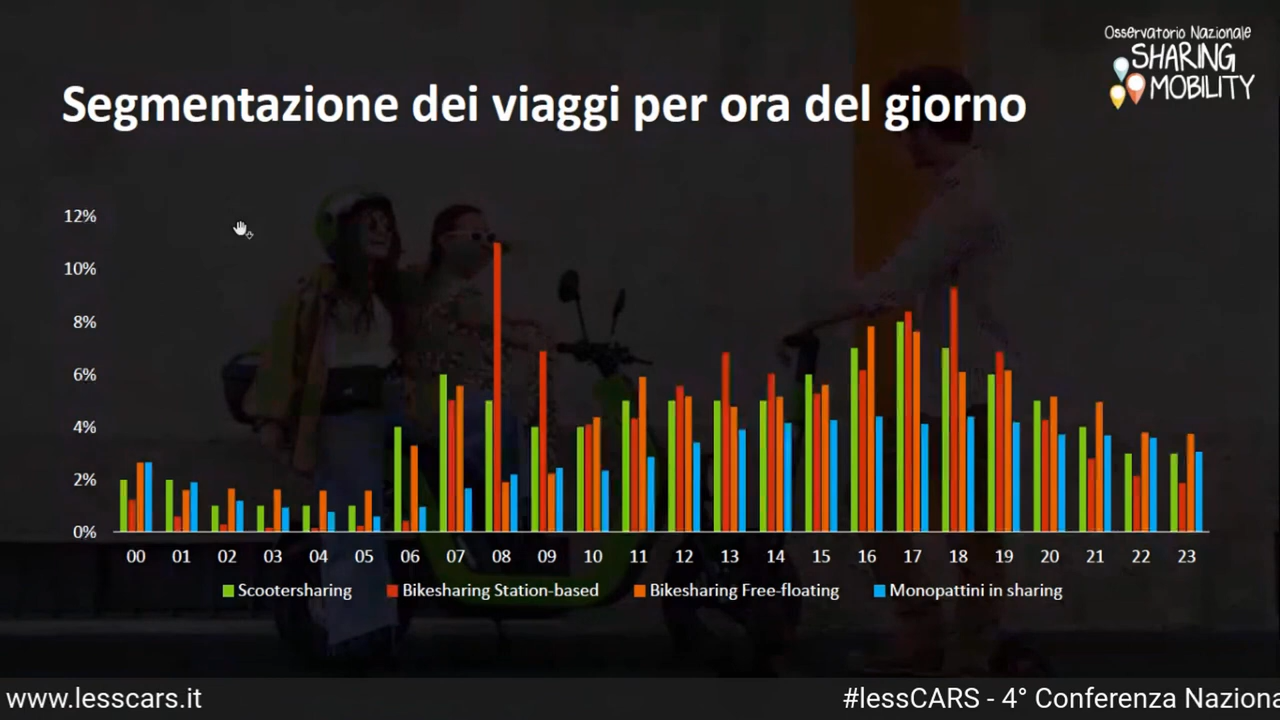 Osservatorio Nazionale
SHARING
MOBILITY
Segmentazione dei viaggi per ora del giorno
12%
10%
8%
6%
4%
2%
0%
00 01 02 03 04 05 06 07 08 09 10 11 12 13 14 15 16 17 18 19 20 21 22 23
Scootersharing Bikesharing Station-based Bikesharing Free-floating Monopattini in sharing
www.lesscars.it #lessCARS - 4° Conferenza Naziona